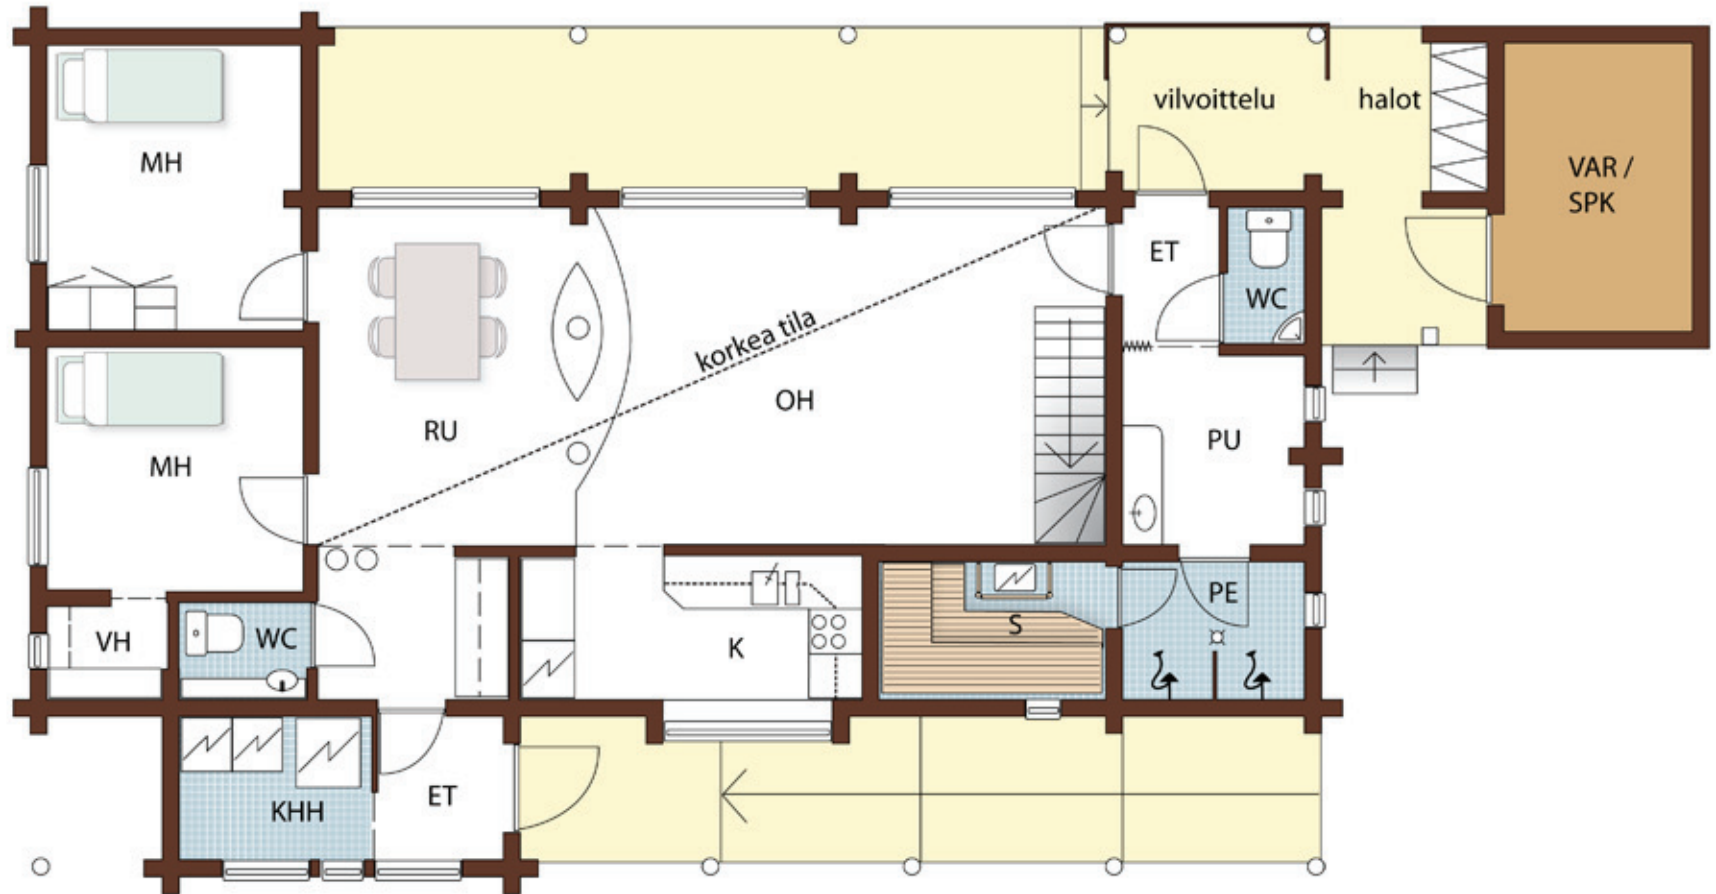 vilvoittelu
halot
MH
VAR /
SPK
ET
WC
korkea tila
OH
RU
PU
MH
PE
S
K
VH
WC
KHH
ET